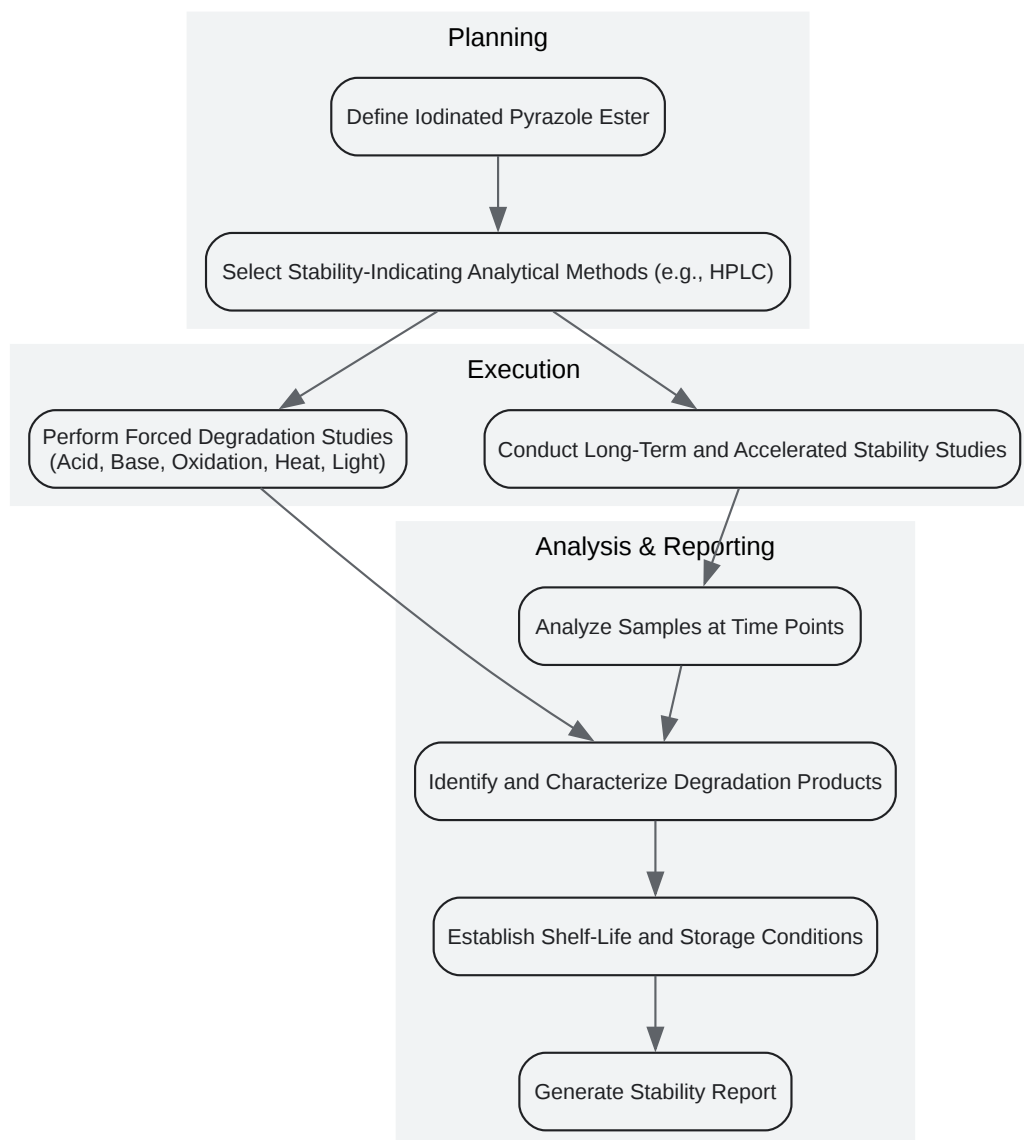 Planning
Define Iodinated Pyrazole Ester
Select Stability-Indicating Analytical Methods (e.g., HPLC)
Execution
Perform Forced Degradation Studies
(Acid, Base, Oxidation, Heat, Light)
Conduct Long-Term and Accelerated Stability Studies
Analysis & Reporting
Analyze Samples at Time Points
Identify and Characterize Degradation Products
Establish Shelf-Life and Storage Conditions
Generate Stability Report